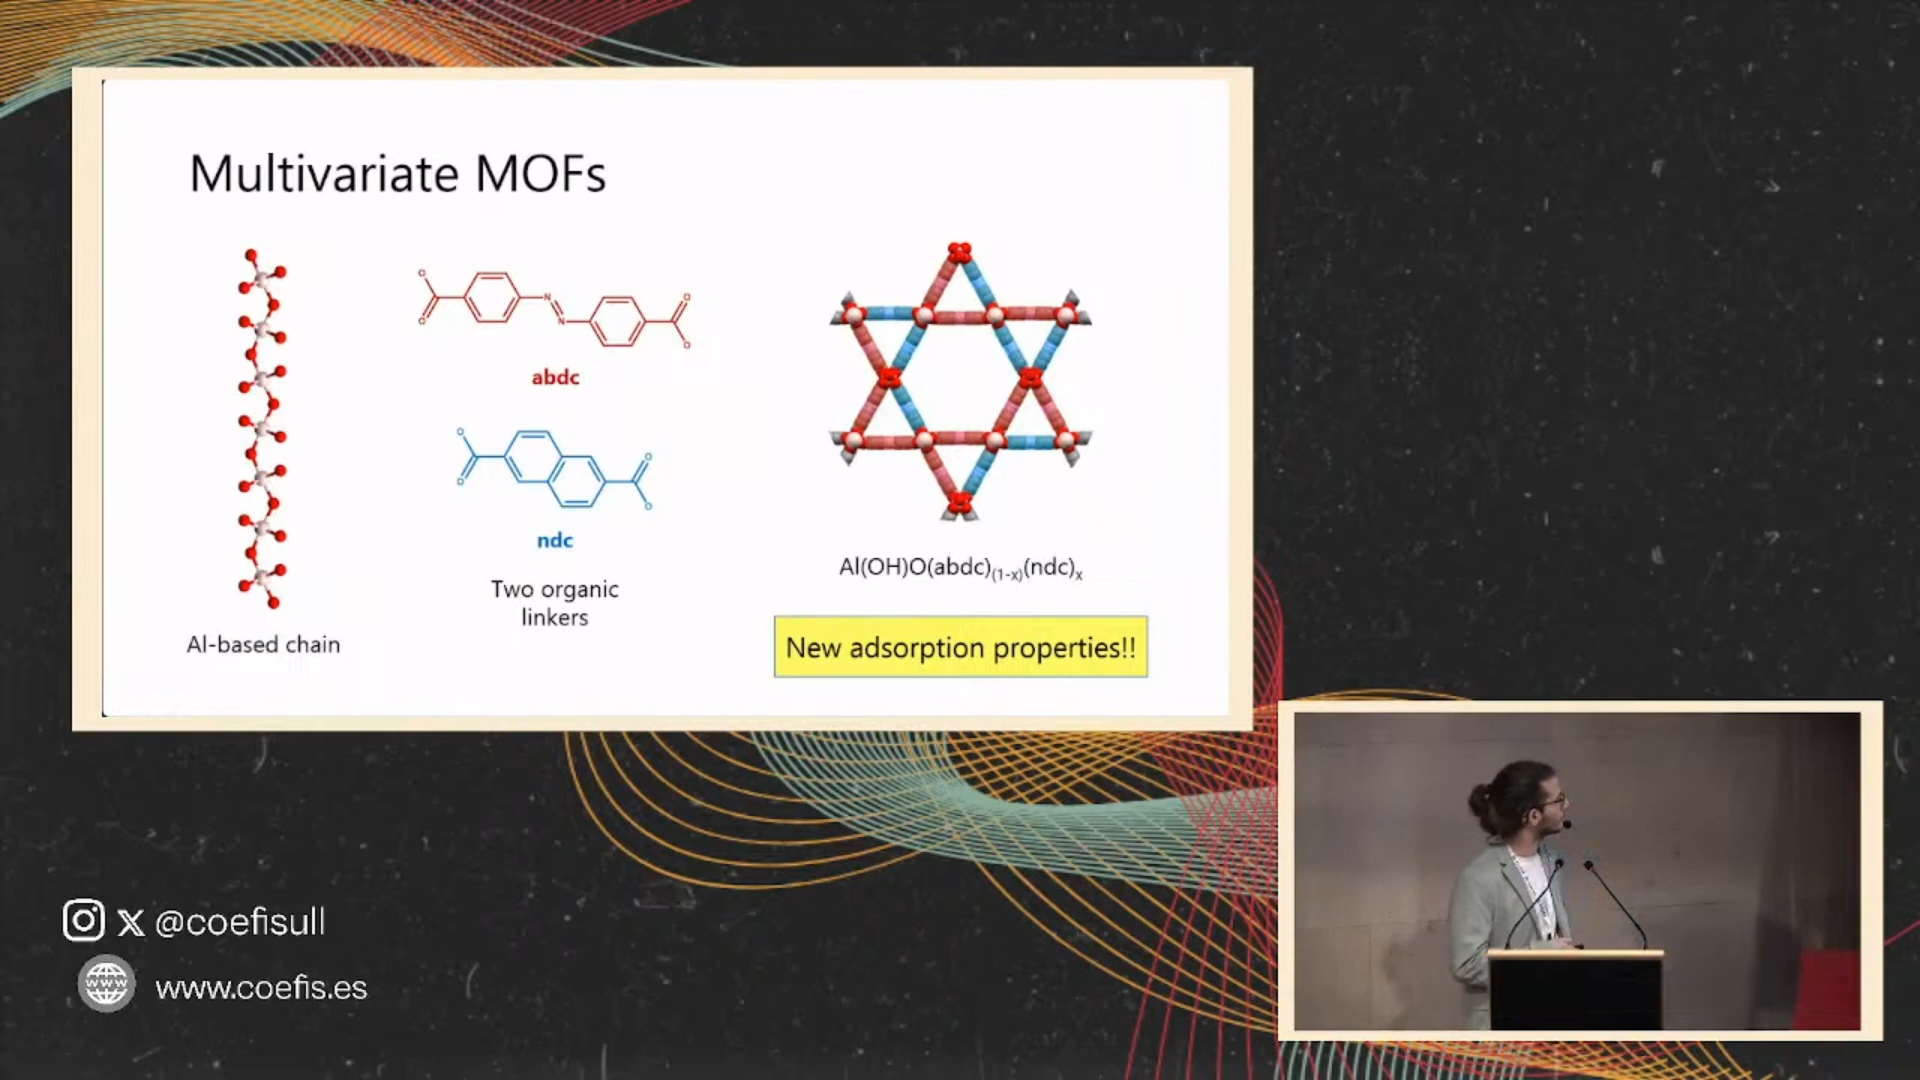 Multivariate MOFs
Al-based chain
O
O
N
N
O
O
abdc
O
O
O
O
ndc
Two organic
linkers
Al(OH)O(abdc)(1-x)(ndc)x
New adsorption properties!!
@coefisull
www
www.coefis.es